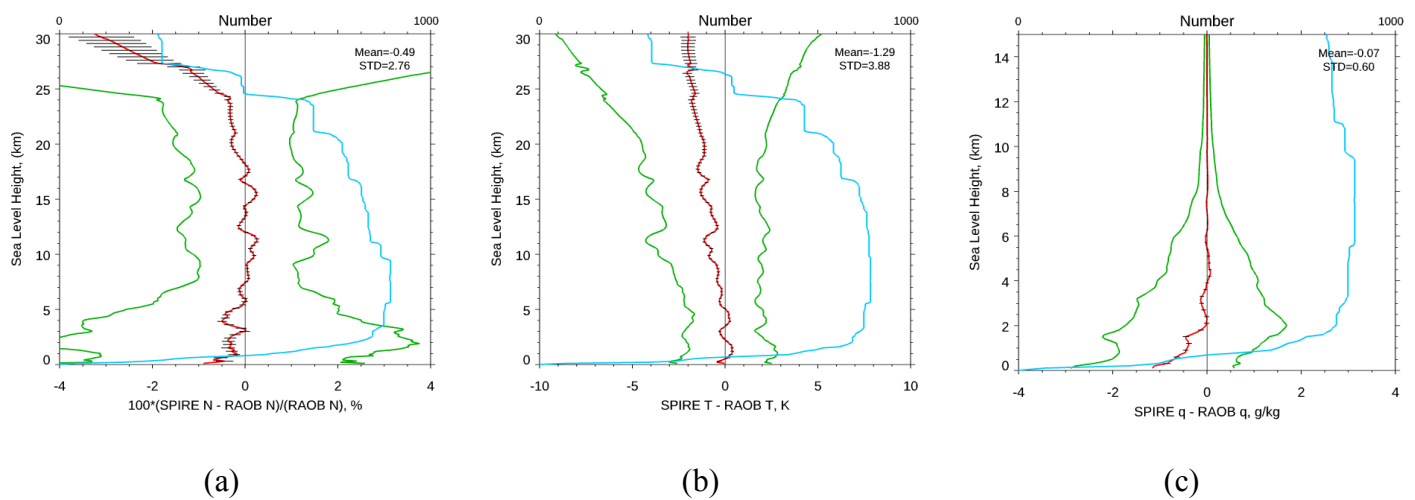 0 Number 1000
30
25
20
15
10
5
0
Sea Level Height, (km)
Mean=-0.49
STD=2.76
-4 -2 0 2 4
100*(SPIRE N - RAOB N)/(RAOB N), %
(a)
0 Number 1000
30
25
20
15
10
5
0
Sea Level Height, (km)
Mean=-1.29
STD=3.88
-10 -5 0 5 10
SPIRE T - RAOB T, K
(b)
0 Number 1000
14
12
10
8
6
4
2
0
Sea Level Height, (km)
Mean=-0.07
STD=0.60
-4 -2 0 2 4
SPIRE q - RAOB q, g/kg
(c)